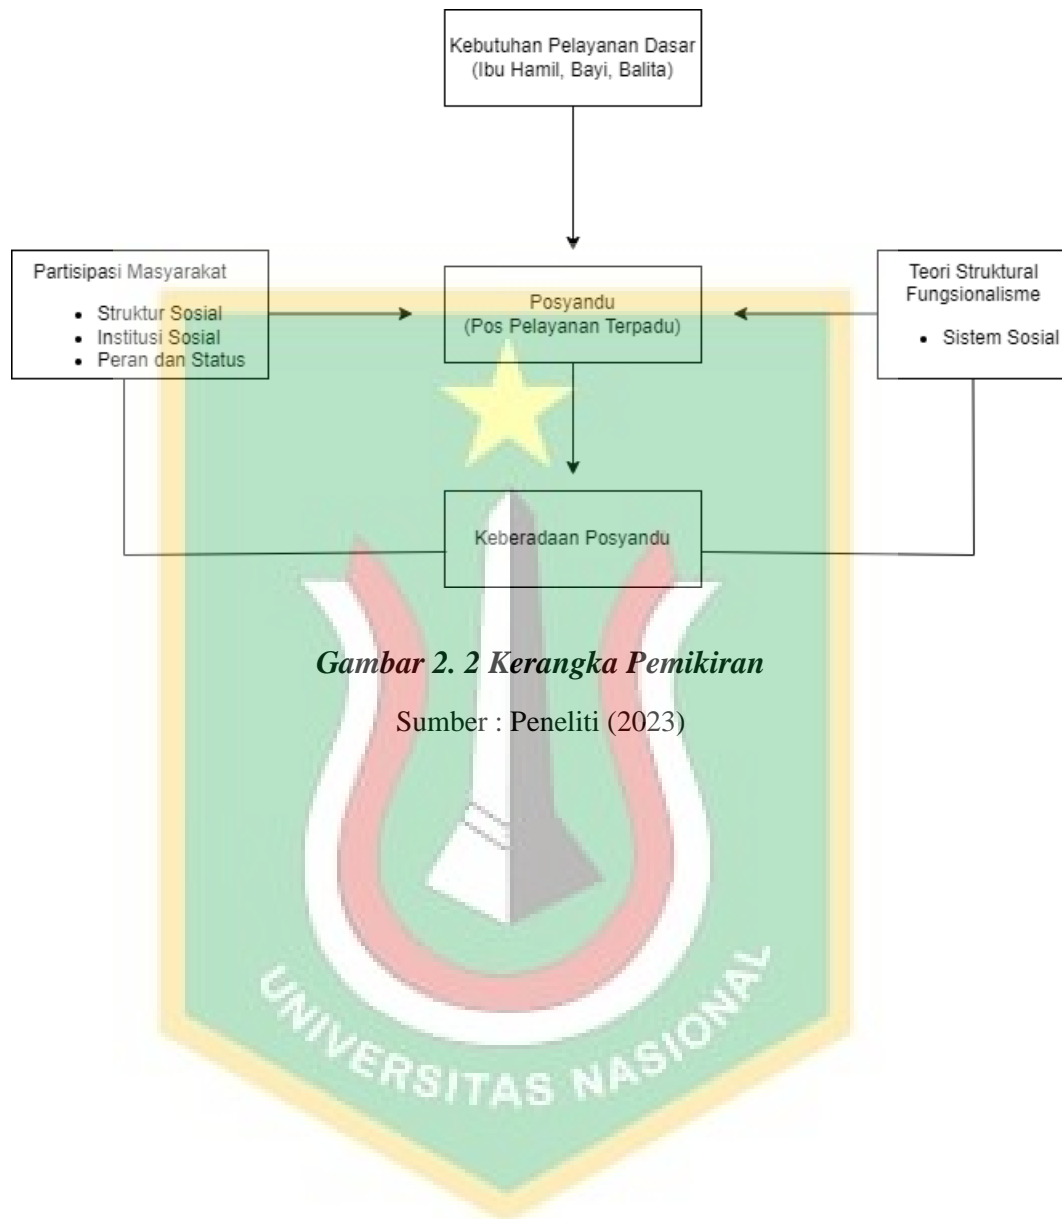 Kebutuhan Pelayanan Dasar
(Ibu Hamil, Bayi, Balita)
Partisipasi Masyarakat
• Struktur Sosial
• Institusi Sosial
• Peran dan Status
Posyandu
(Pos Pelayanan Terpadu)
Teori Struktural
Fungsionalisme
• Sistem Sosial
Keberadaan Posyandu
Gambar 2. 2 Kerangka Pemikiran
Sumber : Peneliti (2023)
UNIVERSITAS NASIONAL